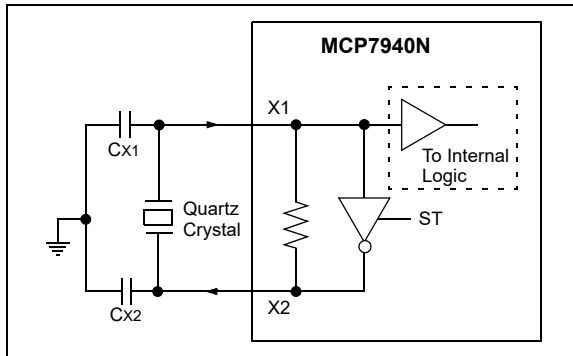 MCP7940N
X1
CX1
To Internal
Logic
Quartz
Crystal
ST
X2
CX2